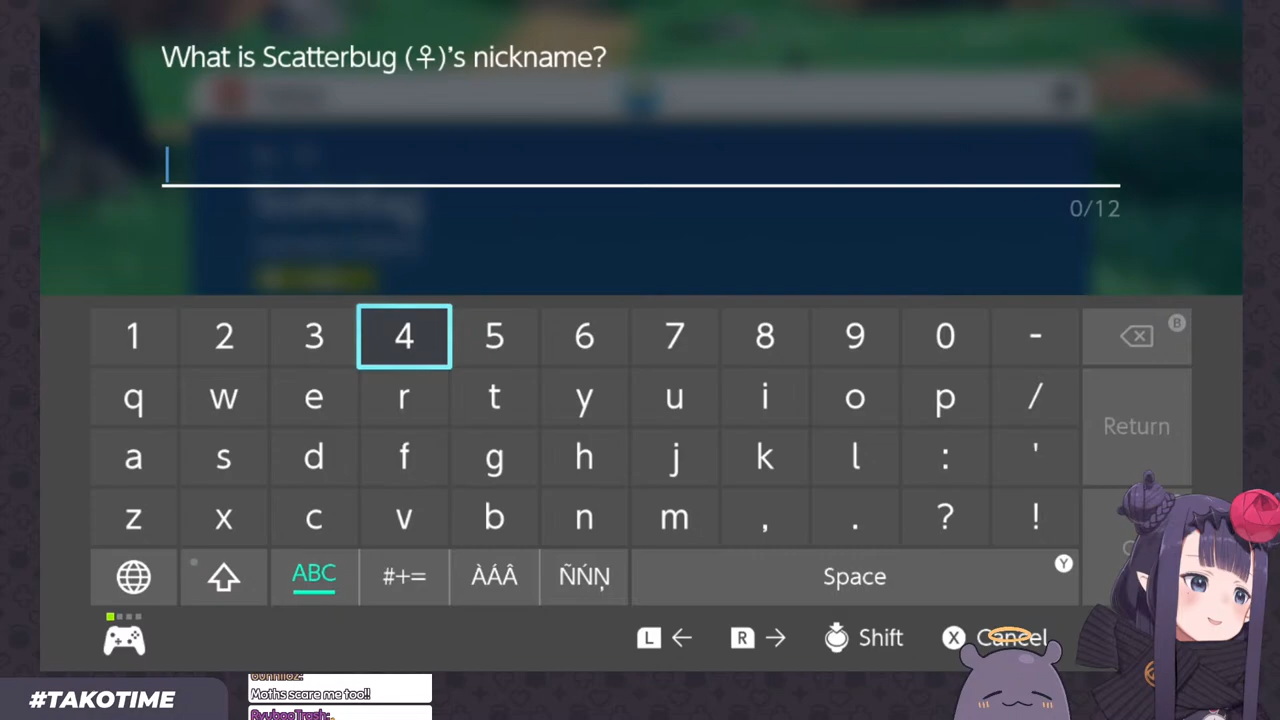 What is Scatterbug (♀)'s nickname?
0/12
1 2 3 4 5 6 7 8 9 0 -
B
q w e r t y u i o p /
Return
a s d f g h j k l : '
z x c v b n m , . ? !
ABC #+= ÀÁÂ ÑŃŅ Space Y
L ← R → Shift X Cancel
#TAKOTIME
Moths scare me too!!
RyubooTrash: